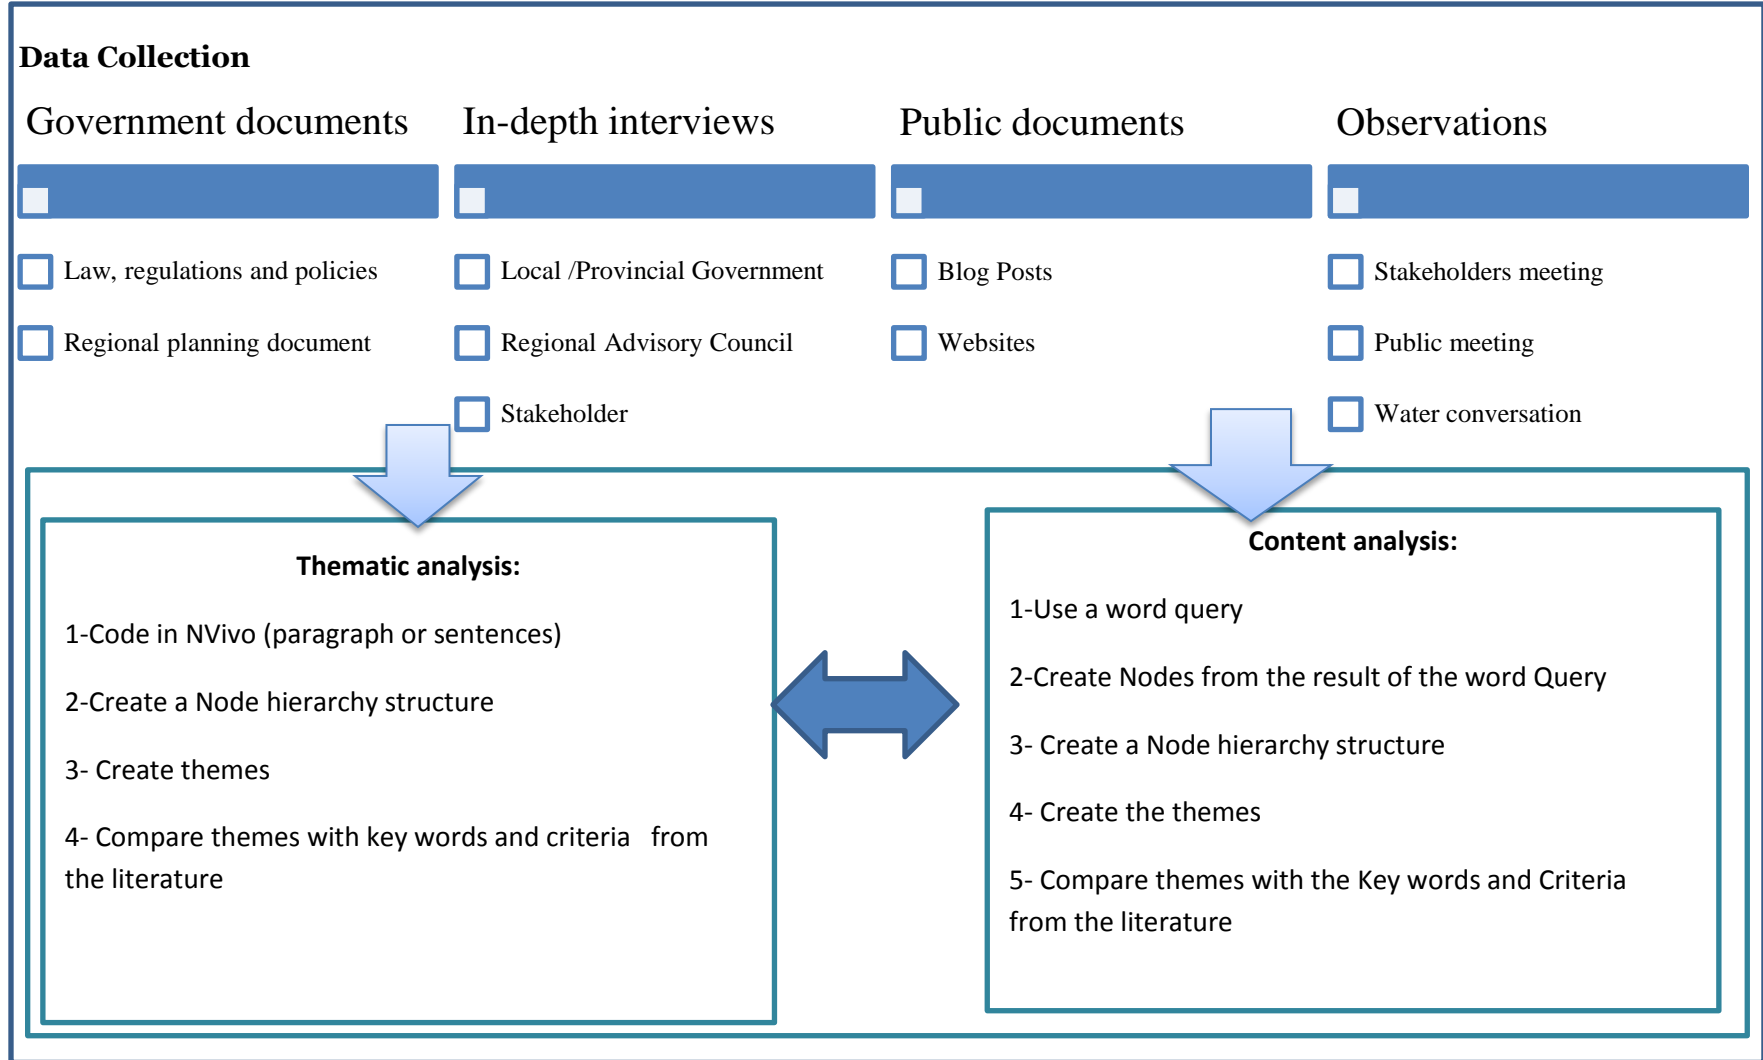 Data Collection
Government documents
In-depth interviews
Public documents
Observations
Law, regulations and policies
Regional planning document
Local /Provincial Government
Regional Advisory Council
Stakeholder
Blog Posts
Websites
Stakeholders meeting
Public meeting
Water conversation
Thematic analysis:
1-Code in NVivo (paragraph or sentences)
2-Create a Node hierarchy structure
3- Create themes
4- Compare themes with key words and criteria  from
the literature
Content analysis:
1-Use a word query
2-Create Nodes from the result of the word Query
3- Create a Node hierarchy structure
4- Create the themes
5- Compare themes with the Key words and Criteria
from the literature